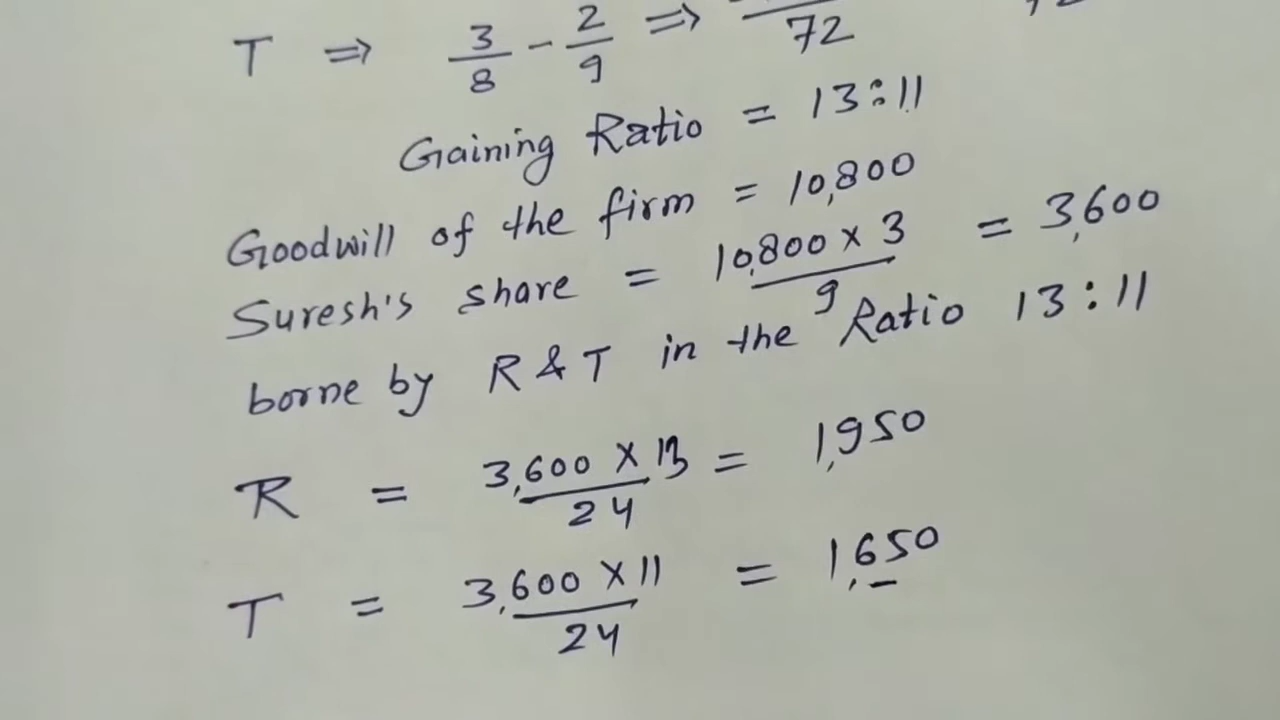 T ⇒ 3/8 - 2/9 ⇒ /72
Gaining Ratio = 13:11
Goodwill of the firm = 10,800
Suresh's share = 10,800 x 3/9 = 3,600
borne by R & T in the Ratio 13:11
R = 3,600 X 13/24 = 1,950
T = 3,600 X 11/24 = 1,650